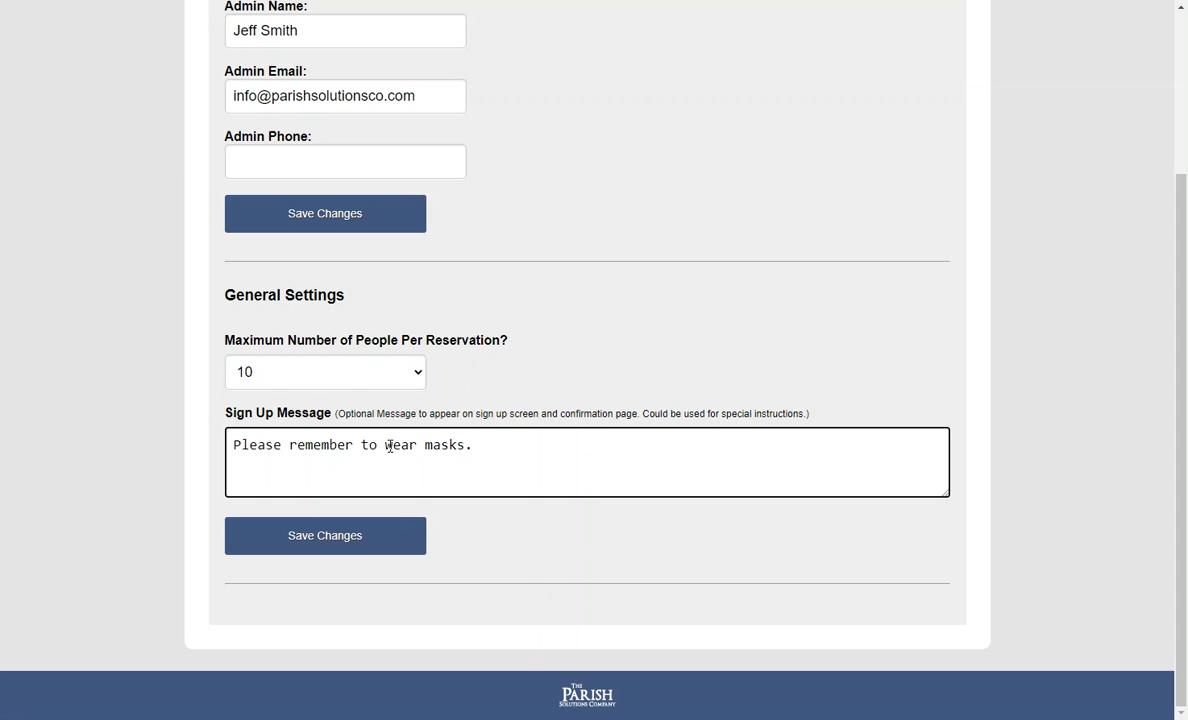 Admin Name:
Jeff Smith
Admin Email:
info@parishsolutionsco.com
Admin Phone:
Save Changes
General Settings
Maximum Number of People Per Reservation?
10
Sign Up Message (Optional Message to appear on sign up screen and confirmation page. Could be used for special instructions.)
Please remember to wear masks.
Save Changes
THE
PARISH
SOLUTIONS COMPANY